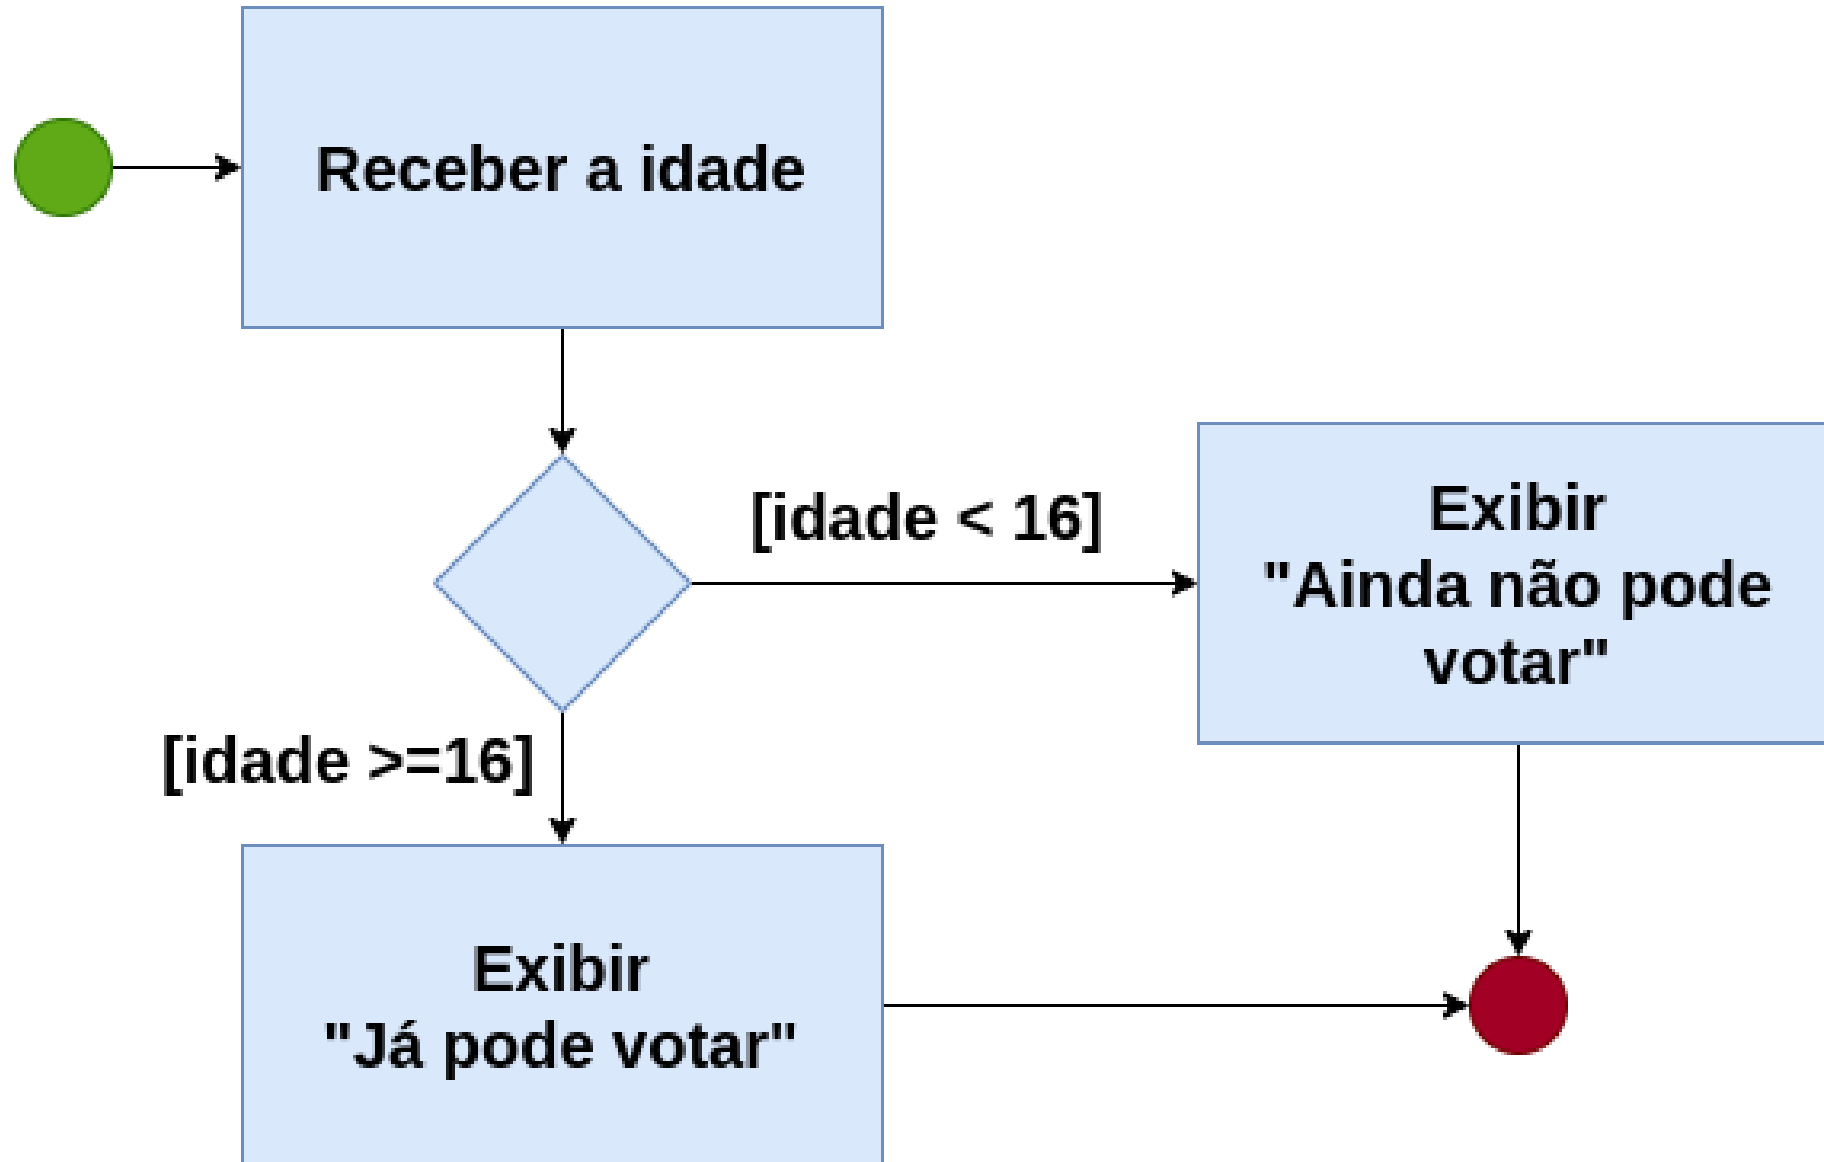 Receber a idade
[idade < 16]
Exibir
"Ainda não pode
votar"
[idade >=16]
Exibir
"Já pode votar"